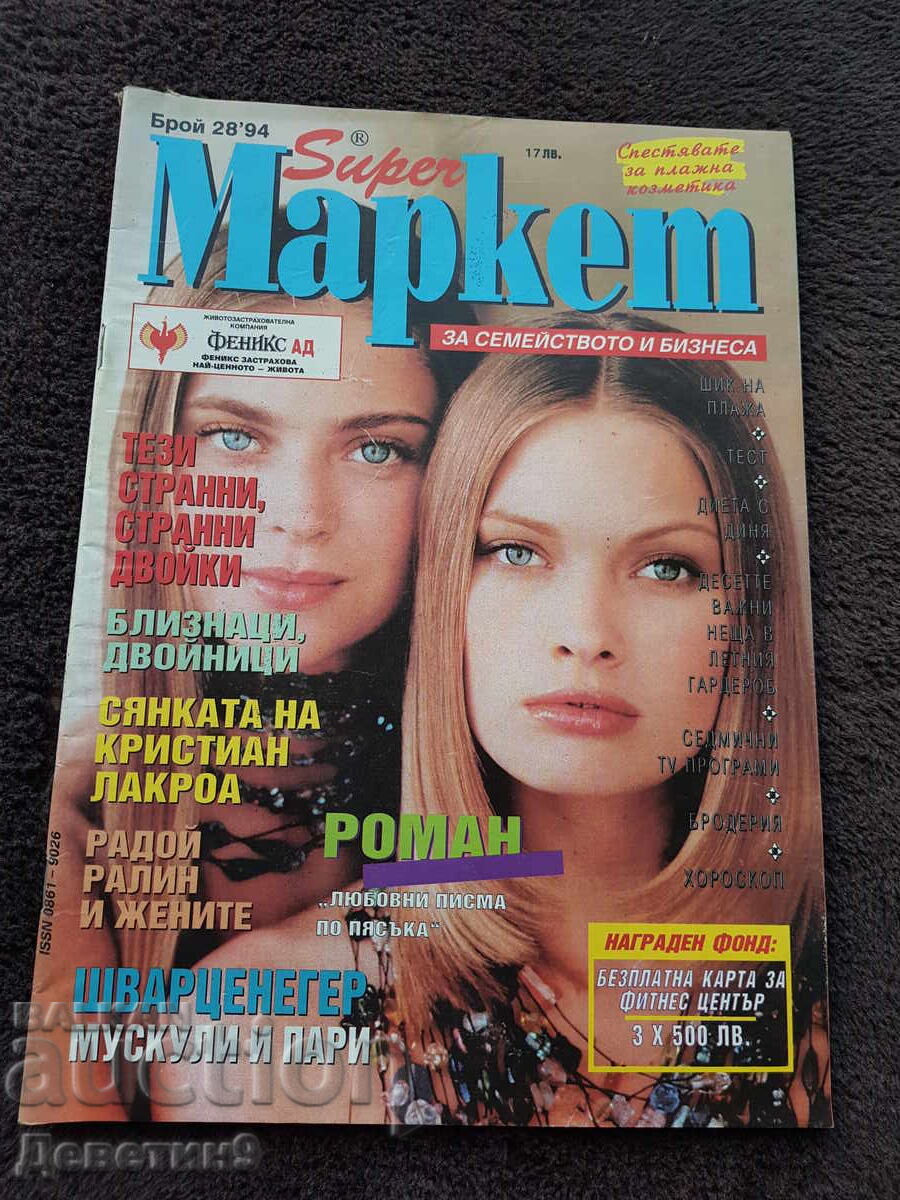 Брой 28'94
Super®
17 ЛВ.
Спестявате
за плажна
козметика
Маркет
ЗА СЕМЕЙСТВОТО И БИЗНЕСА
ЖИВОТОЗАСТРАХОВАТЕЛНА
КОМПАНИЯ
ФЕНИКС АД
ФЕНИКС ЗАСТРАХОВА
НАЙ-ЦЕННОТО – ЖИВОТА
ШИК НА
ПЛАЖА
ТЕСТ
ДИЕТА С
ДИНЯ
ДЕСЕТТЕ
ВАЖНИ
НЕЩА В
ЛЕТНИЯ
ГАРДЕРОБ
СЕДМИЧНИ
TV ПРОГРАМИ
БРОДЕРИЯ
ХОРОСКОП
ТЕЗИ
СТРАННИ,
СТРАННИ
ДВОЙКИ
БЛИЗНАЦИ,
ДВОЙНИЦИ
СЯНКАТА НА
КРИСТИАН
ЛАКРОА
РАДОЙ
РАЛИН
И ЖЕНИТЕ
РОМАН
„ЛЮБОВНИ ПИСМА
ПО ПЯСЪКА“
ШВАРЦЕНЕГЕР
МУСКУЛИ И ПАРИ
НАГРАДЕН ФОНД:
БЕЗПЛАТНА КАРТА ЗА
ФИТНЕС ЦЕНТЪР
3 X 500 ЛВ.
ISSN 0861 – 9026
BALKAN
auction
Деветин9